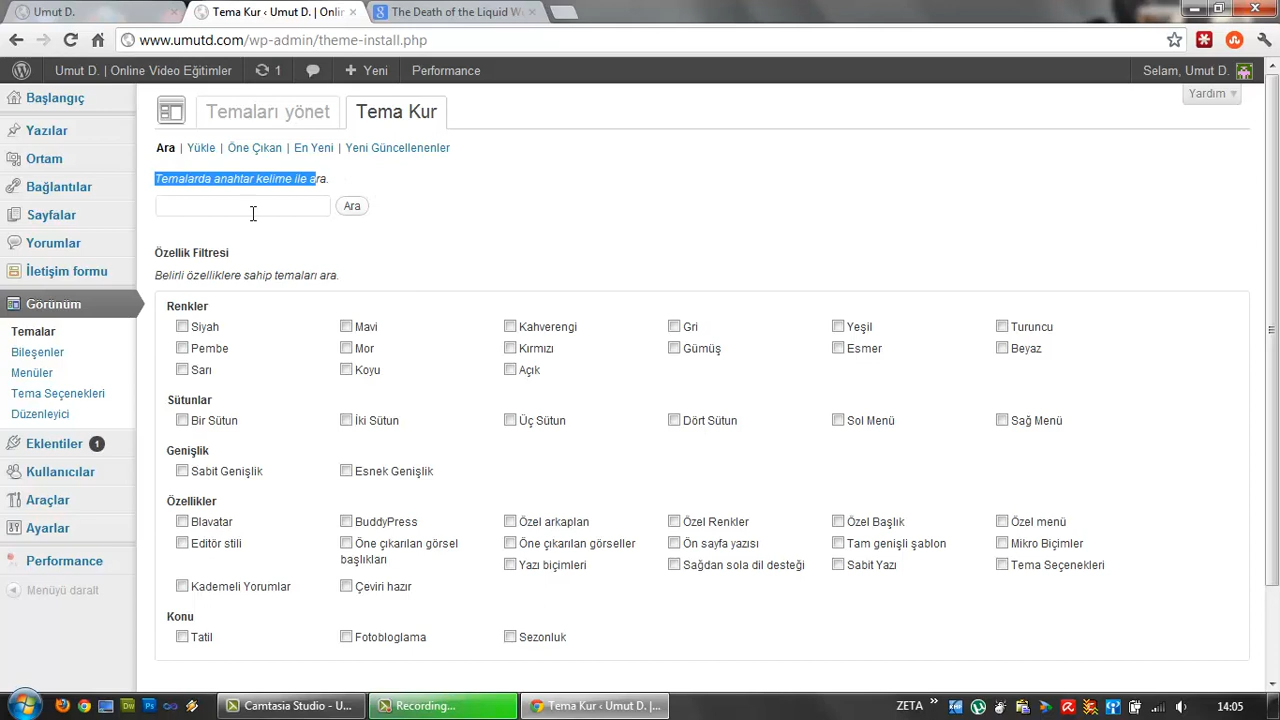 Umut D.
Tema Kur ‹ Umut D. | Onlin
The Death of the Liquid W
www.umutd.com/wp-admin/theme-install.php
Umut D. | Online Video Eğitimler
1
Yeni
Performance
Selam, Umut D.
Başlangıç
Yazılar
Ortam
Bağlantılar
Sayfalar
Yorumlar
İletişim formu
Görünüm
Temalar
Bileşenler
Menüler
Tema Seçenekleri
Düzenleyici
Eklentiler 1
Kullanıcılar
Araçlar
Ayarlar
Performance
Menüyü daralt
Yardım
Temaları yönet
Tema Kur
Ara | Yükle | Öne Çıkan | En Yeni | Yeni Güncellenenler
Temalarda anahtar kelime ile ara.
Ara
Özellik Filtresi
Belirli özelliklere sahip temaları ara.
Renkler
Siyah Mavi Kahverengi Gri Yeşil Turuncu
Pembe Mor Kırmızı Gümüş Esmer Beyaz
Sarı Koyu Açık
Sütunlar
Bir Sütun İki Sütun Üç Sütun Dört Sütun Sol Menü Sağ Menü
Genişlik
Sabit Genişlik Esnek Genişlik
Özellikler
Blavatar BuddyPress Özel arkaplan Özel Renkler Özel Başlık Özel menü
Editör stili Öne çıkarılan görsel başlıkları Öne çıkarılan görseller Ön sayfa yazısı Tam genişli şablon Mikro Biçimler
Yazı biçimleri Sağdan sola dil desteği Sabit Yazı Tema Seçenekleri
Kademeli Yorumlar Çeviri hazır
Konu
Tatil Fotobloglama Sezonluk
Camtasia Studio - U...
Recording...
Tema Kur ‹ Umut D. |...
ZETA
14:05